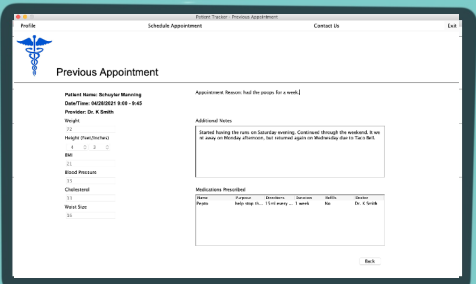 Patient Tracker - Previous Appointment
Profile
Schedule Appointment
Contact Us
Exit
Previous Appointment
Patient Name: Schuyler Manning
Date/Time: 04/28/2021 9:00 - 9:45
Provider: Dr. K Smith
Weight
72
Height (Feet/Inches)
4 3
BMI
21
Blood Pressure
33
Cholesterol
33
Waist Size
34
Appointment Reason: had the poops for a week.
Additional Notes
Started having the runs on Saturday evening. Continued through the weekend. It we
nt away on Monday afternoon, but returned again on Wednesday due to Taco Bell.
Medications Prescribed
Name Purpose Directions Duration Refills Doctor
Pepto help stop th... 15ml every ... 1 week No Dr. K Smith
Back